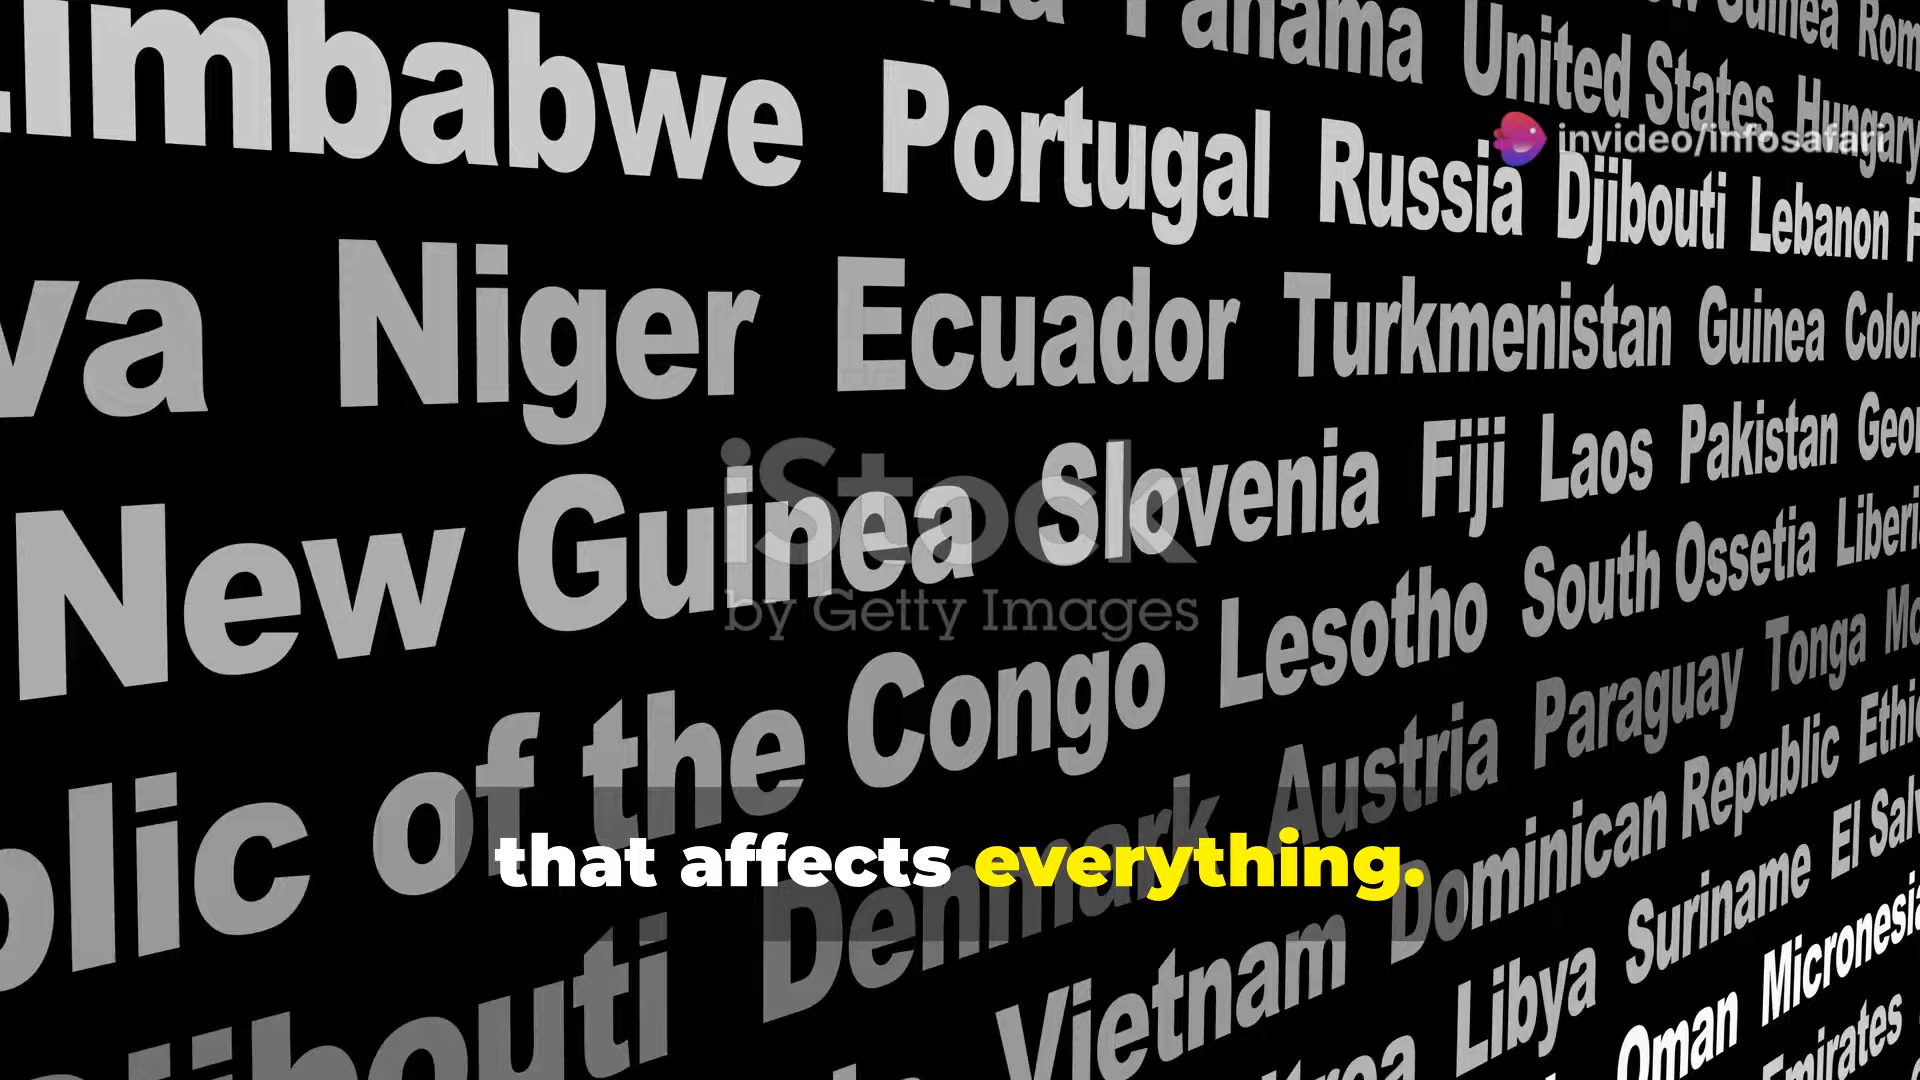 Panama United States Hungary
Zimbabwe Portugal Russia Djibouti Lebanon
invideo/infosafari
Niger Ecuador Turkmenistan Guinea
New Guinea Slovenia Fiji Laos Pakistan
iStock
by Getty Images
of the Congo Lesotho South Ossetia
Djibouti Denmark Austria Paraguay Tonga
that affects everything.
Vietnam Dominican Republic
Libya Suriname
Oman Micronesia
Emirates